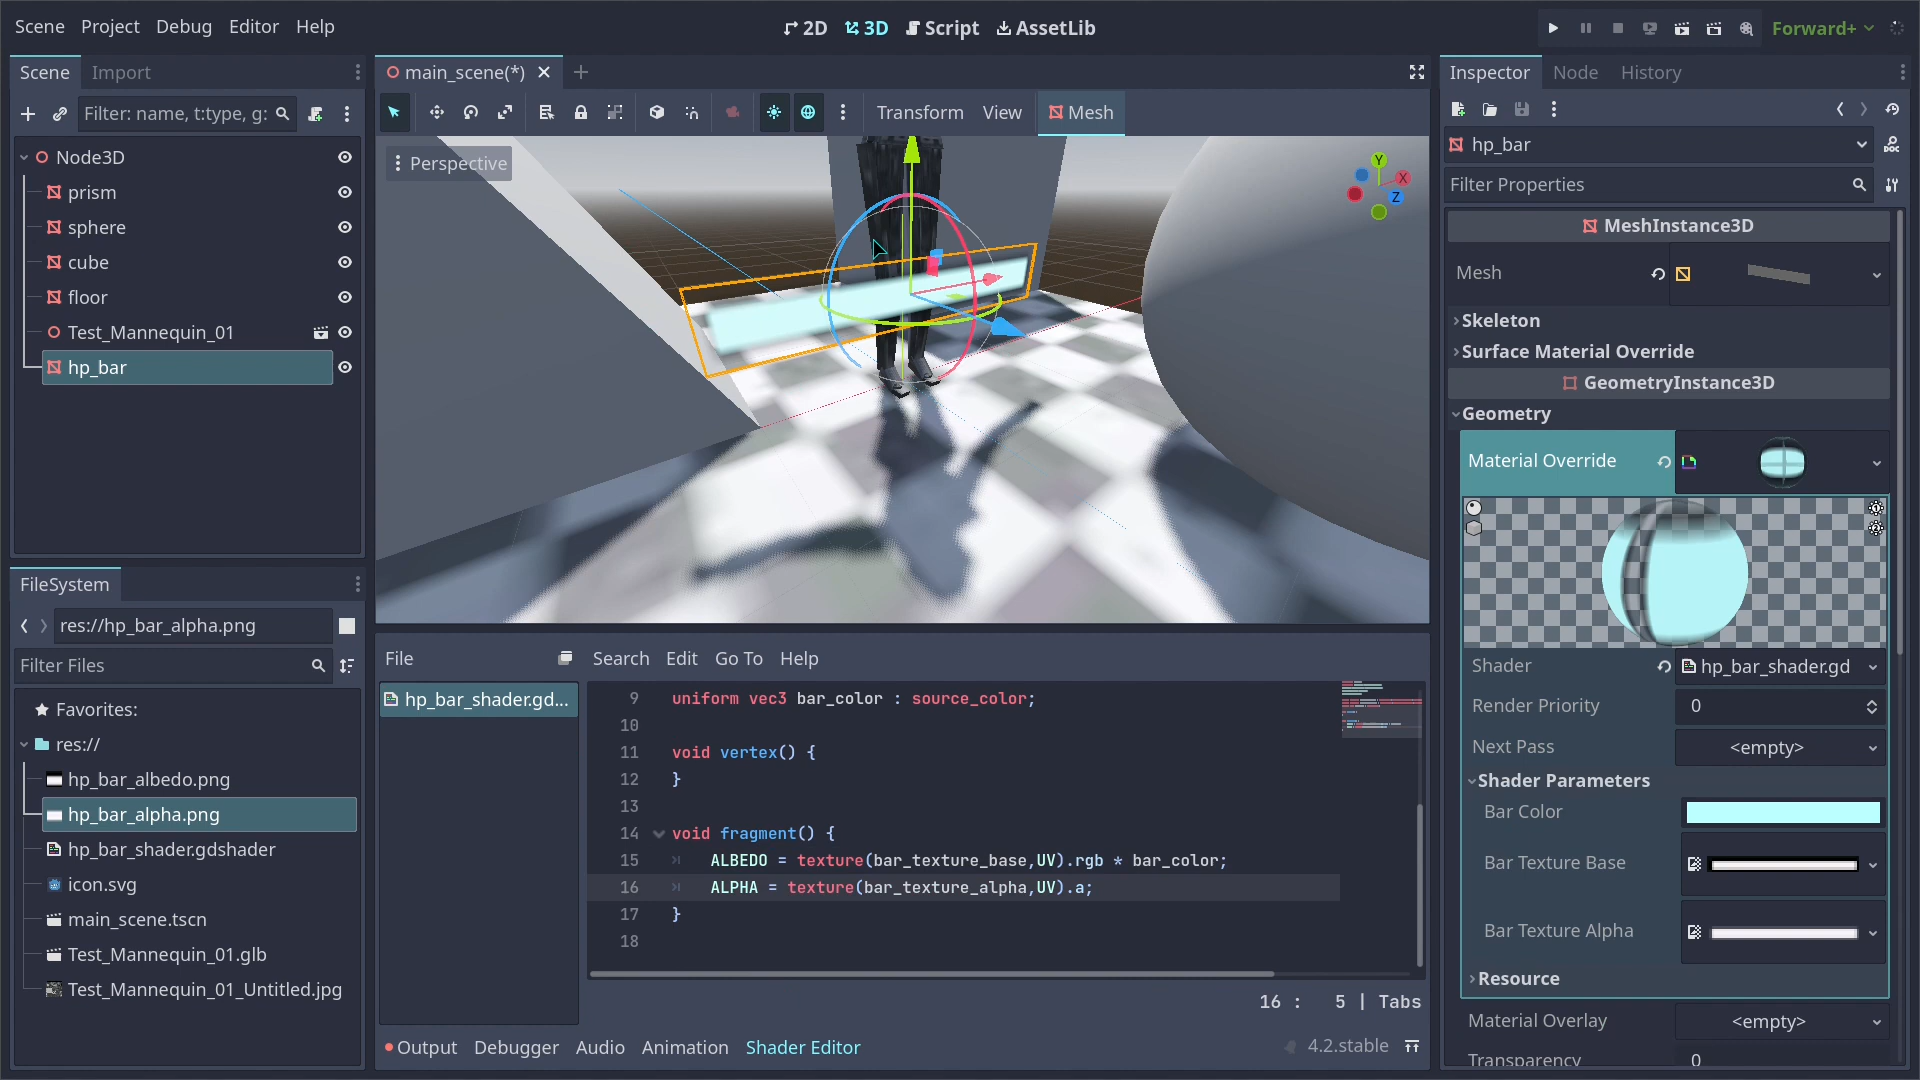 Scene Project Debug Editor Help
2D 3D Script AssetLib
Forward+
Scene Import
Filter: name, t:type, g:
Node3D
prism
sphere
cube
floor
Test_Mannequin_01
hp_bar
FileSystem
res://hp_bar_alpha.png
Filter Files
Favorites:
res://
hp_bar_albedo.png
hp_bar_alpha.png
hp_bar_shader.gdshader
icon.svg
main_scene.tscn
Test_Mannequin_01.glb
Test_Mannequin_01_Untitled.jpg
main_scene(*)
Transform View Mesh
Perspective
Y
X
Z
File Search Edit Go To Help
hp_bar_shader.gd...
9 uniform vec3 bar_color : source_color;
10
11 void vertex() {
12 }
13
14 void fragment() {
15 ALBEDO = texture(bar_texture_base,UV).rgb * bar_color;
16 ALPHA = texture(bar_texture_alpha,UV).a;
17 }
18
16 : 5 | Tabs
Output Debugger Audio Animation Shader Editor
4.2.stable
Inspector Node History
hp_bar
Filter Properties
MeshInstance3D
Mesh
Skeleton
Surface Material Override
GeometryInstance3D
Geometry
Material Override
Shader hp_bar_shader.gd
Render Priority 0
Next Pass <empty>
Shader Parameters
Bar Color
Bar Texture Base
Bar Texture Alpha
Resource
Material Overlay <empty>
Transparency 0